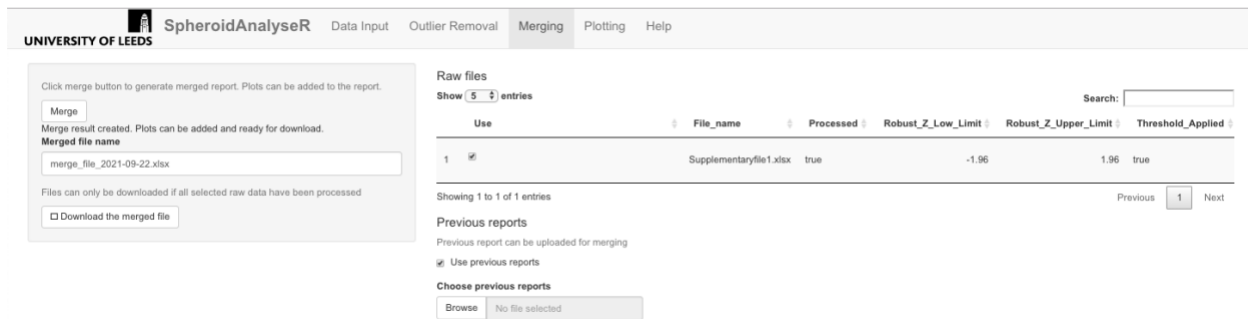 UNIVERSITY OF LEEDS
SpheroidAnalyseR Data Input Outlier Removal Merging Plotting Help
Click merge button to generate merged report. Plots can be added to the report.
Merge
Merge result created. Plots can be added and ready for download.
Merged file name
merge_file_2021-09-22.xlsx
Files can only be downloaded if all selected raw data have been processed
Download the merged file
Raw files
Show 5 entries
Search:
Use File_name Processed Robust_Z_Low_Limit Robust_Z_Upper_Limit Threshold_Applied
1 Supplementaryfile1.xlsx true -1.96 1.96 true
Showing 1 to 1 of 1 entries
Previous 1 Next
Previous reports
Previous report can be uploaded for merging
Use previous reports
Choose previous reports
Browse No file selected